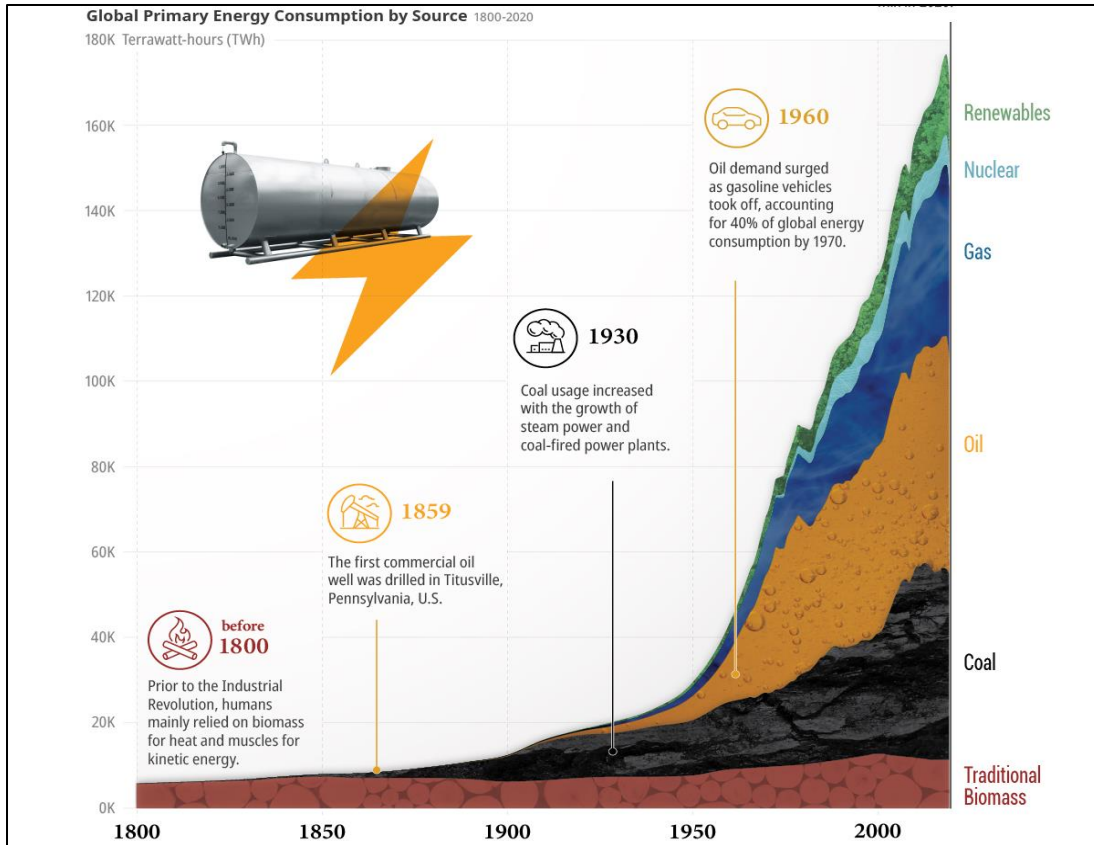 Global Primary Energy Consumption by Source 1800-2020
180K Terrawatt-hours (TWh)
160K
140K
120K
100K
80K
60K
40K
20K
0K
before
1800
Prior to the Industrial
Revolution, humans
mainly relied on biomass
for heat and muscles for
kinetic energy.
1859
The first commercial oil
well was drilled in Titusville,
Pennsylvania, U.S.
1930
Coal usage increased
with the growth of
steam power and
coal-fired power plants.
1960
Oil demand surged
as gasoline vehicles
took off, accounting
for 40% of global energy
consumption by 1970.
Renewables
Nuclear
Gas
Oil
Coal
Traditional
Biomass
1800
1850
1900
1950
2000